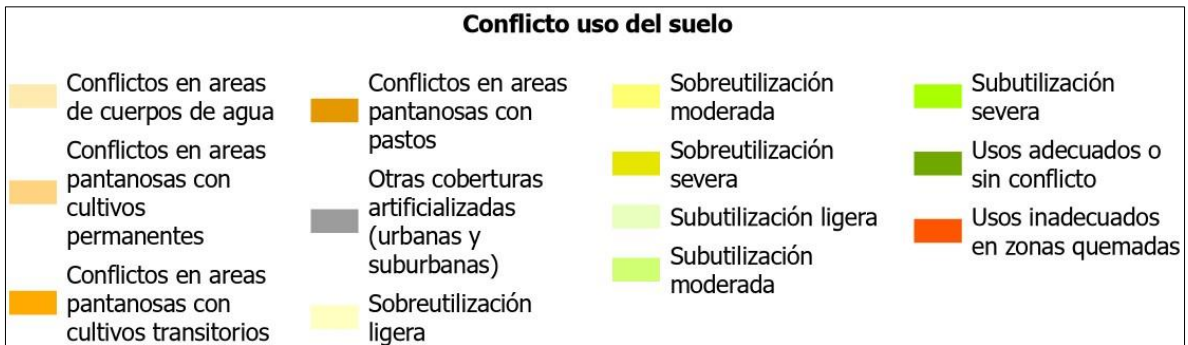 Conflicto uso del suelo
Conflictos en areas
de cuerpos de agua
Conflictos en areas
pantanosas con
cultivos
permanentes
Conflictos en areas
pantanosas con
cultivos transitorios
Conflictos en areas
pantanosas con
pastos
Otras coberturas
artificializadas
(urbanas y
suburbanas)
Sobreutilización
ligera
Sobreutilización
moderada
Sobreutilización
severa
Subutilización ligera
Subutilización
moderada
Subutilización
severa
Usos adecuados o
sin conflicto
Usos inadecuados
en zonas quemadas